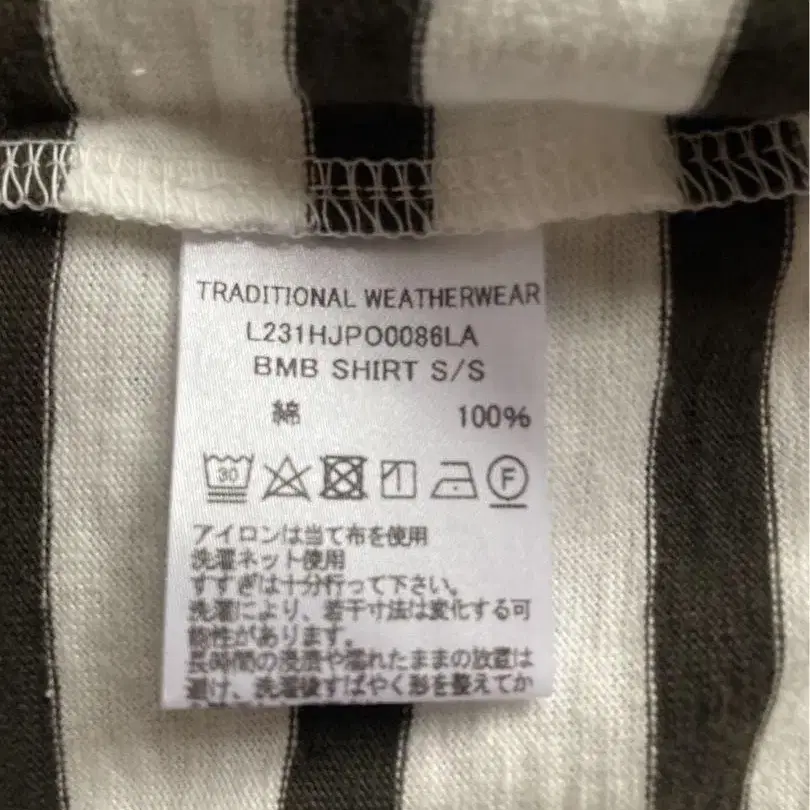 TRADITIONAL WEATHERWEAR
L231HJPO0086LA
BMB SHIRT S/S
綿 100%
30
F
アイロンは当て布を使用
洗濯ネット使用
すすぎは十分行って下さい。
洗濯により、若干寸法は変化する可
能性があります。
長時間の浸漬や濡れたままの放置は
避け、洗濯後すばやく形を整えてか